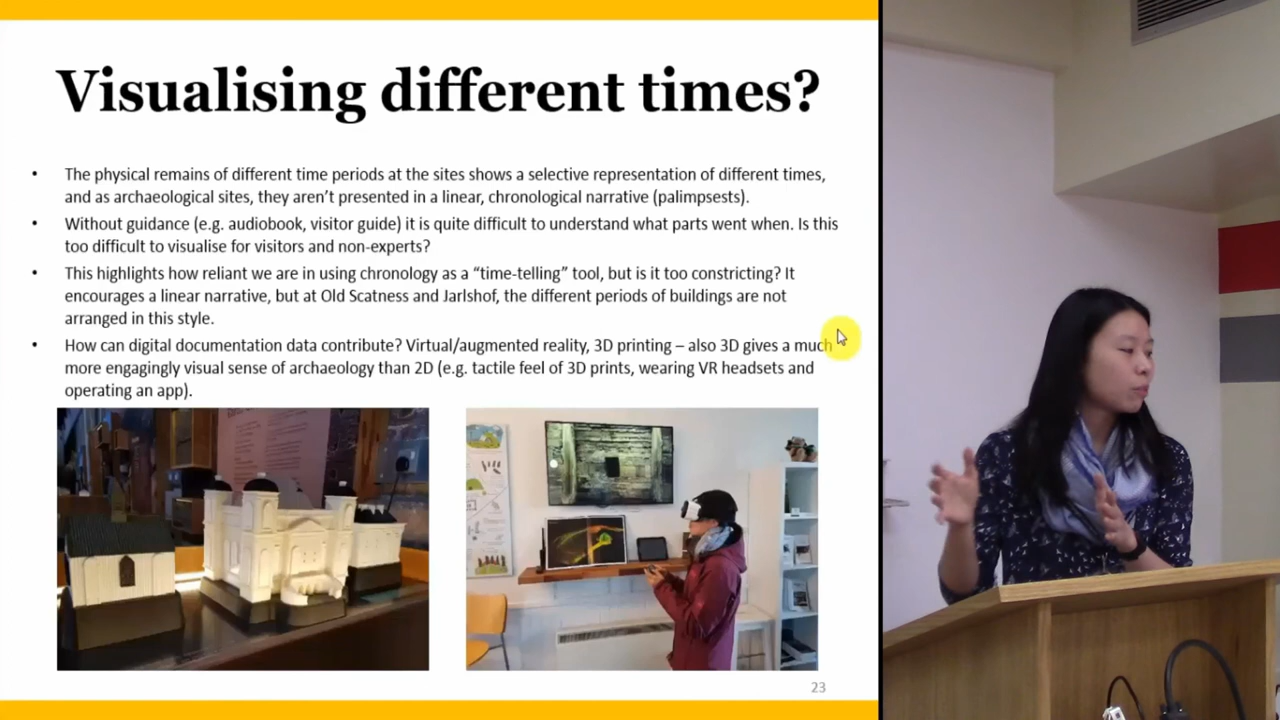 Visualising different times?
• The physical remains of different time periods at the sites shows a selective representation of different times,
and as archaeological sites, they aren't presented in a linear, chronological narrative (palimpsests).
• Without guidance (e.g. audiobook, visitor guide) it is quite difficult to understand what parts went when. Is this
too difficult to visualise for visitors and non-experts?
• This highlights how reliant we are in using chronology as a “time-telling” tool, but is it too constricting? It
encourages a linear narrative, but at Old Scatness and Jarlshof, the different periods of buildings are not
arranged in this style.
• How can digital documentation data contribute? Virtual/augmented reality, 3D printing – also 3D gives a much
more engagingly visual sense of archaeology than 2D (e.g. tactile feel of 3D prints, wearing VR headsets and
operating an app).
23